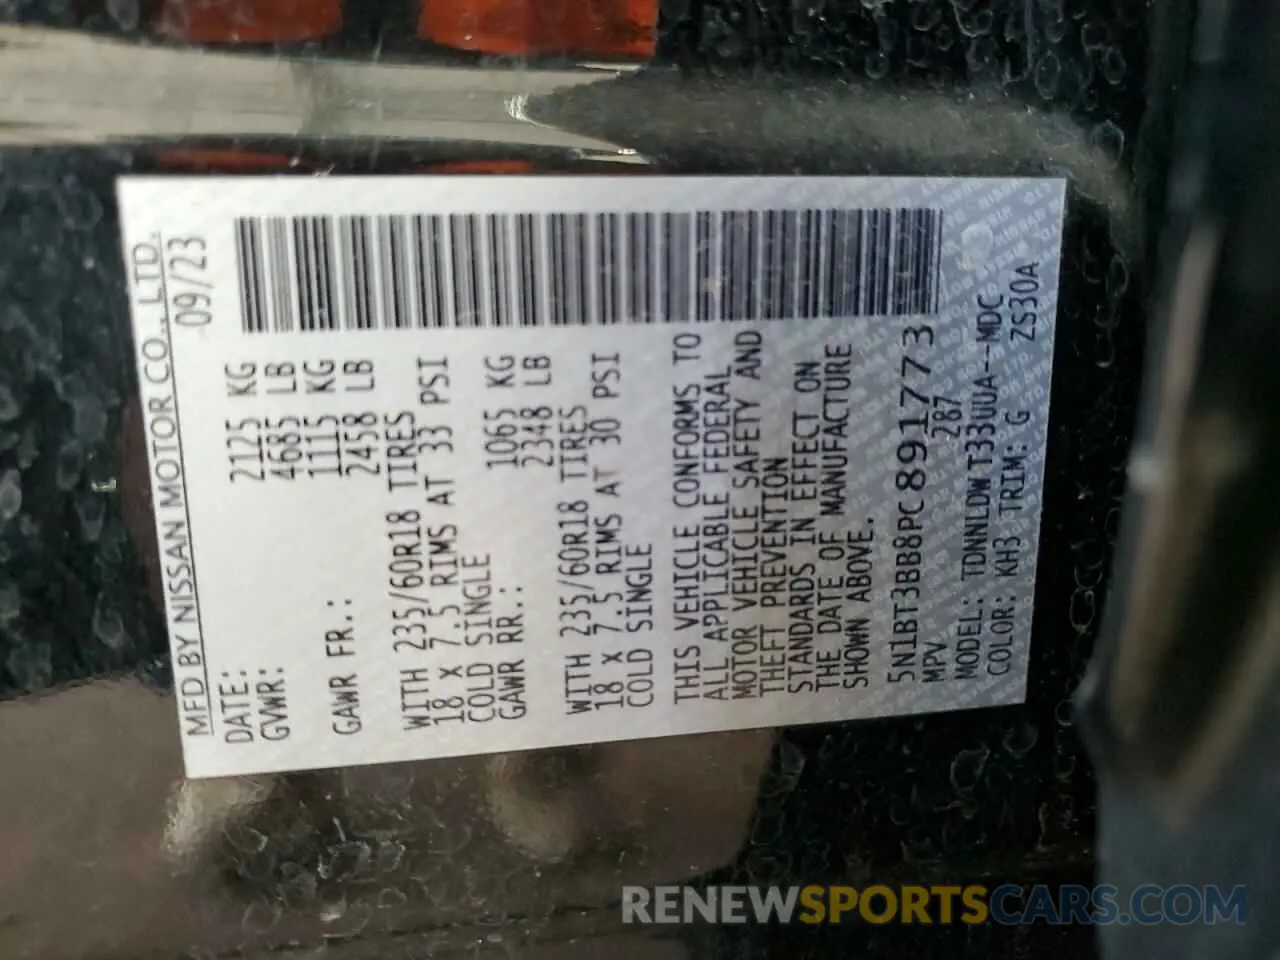 MFD BY NISSAN MOTOR CO., LTD.
DATE: 09/23
GVWR: 2125 KG
4685 LB
GAWR FR.: 1115 KG
2458 LB
WITH 235/60R18 TIRES
18 X 7.5 RIMS AT 33 PSI
COLD SINGLE
GAWR RR.: 1065 KG
2348 LB
WITH 235/60R18 TIRES
18 X 7.5 RIMS AT 30 PSI
COLD SINGLE
THIS VEHICLE CONFORMS TO
ALL APPLICABLE FEDERAL
MOTOR VEHICLE SAFETY AND
THEFT PREVENTION
STANDARDS IN EFFECT ON
THE DATE OF MANUFACTURE
SHOWN ABOVE.
5N1BT3BB8PC891773
MPV 287
MODEL: TDNNLDWT33UUA--MDC
COLOR: KH3 TRIM: G ZS30A
RENEWSPORTSCARS.COM